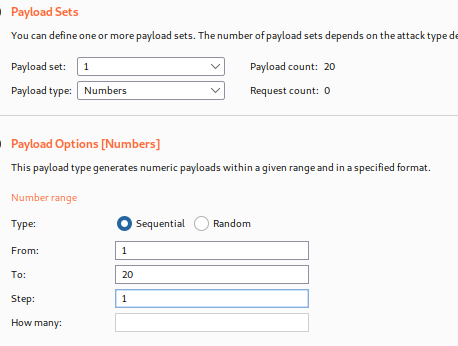 Payload Sets
You can define one or more payload sets. The number of payload sets depends on the attack type de
Payload set: 1 Payload count: 20
Payload type: Numbers Request count: 0
Payload Options [Numbers]
This payload type generates numeric payloads within a given range and in a specified format.
Number range
Type: Sequential Random
From: 1
To: 20
Step: 1
How many: